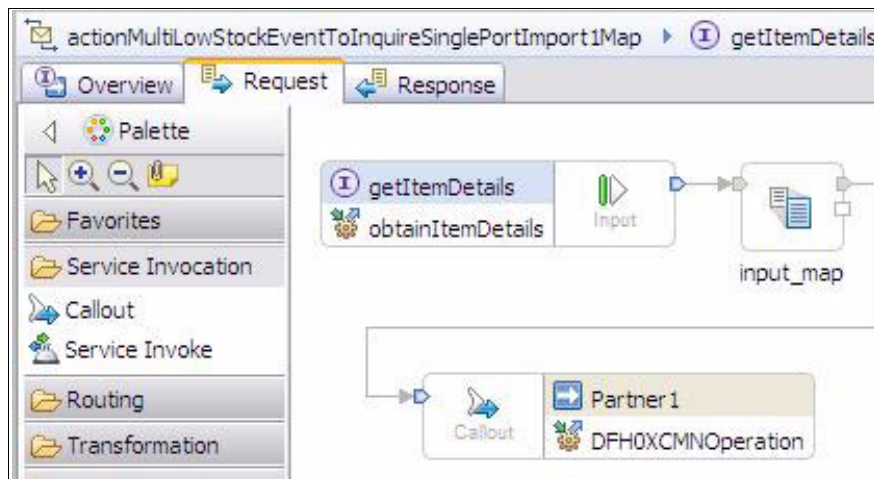 actionMultiLowStockEventToInquireSinglePortImport1Map getItemDetails
Overview Request Response
Palette
Favorites
Service Invocation
Callout
Service Invoke
Routing
Transformation
getItemDetails
obtainItemDetails
Input
input_map
Callout
Partner1
DFH0XCMNOperation